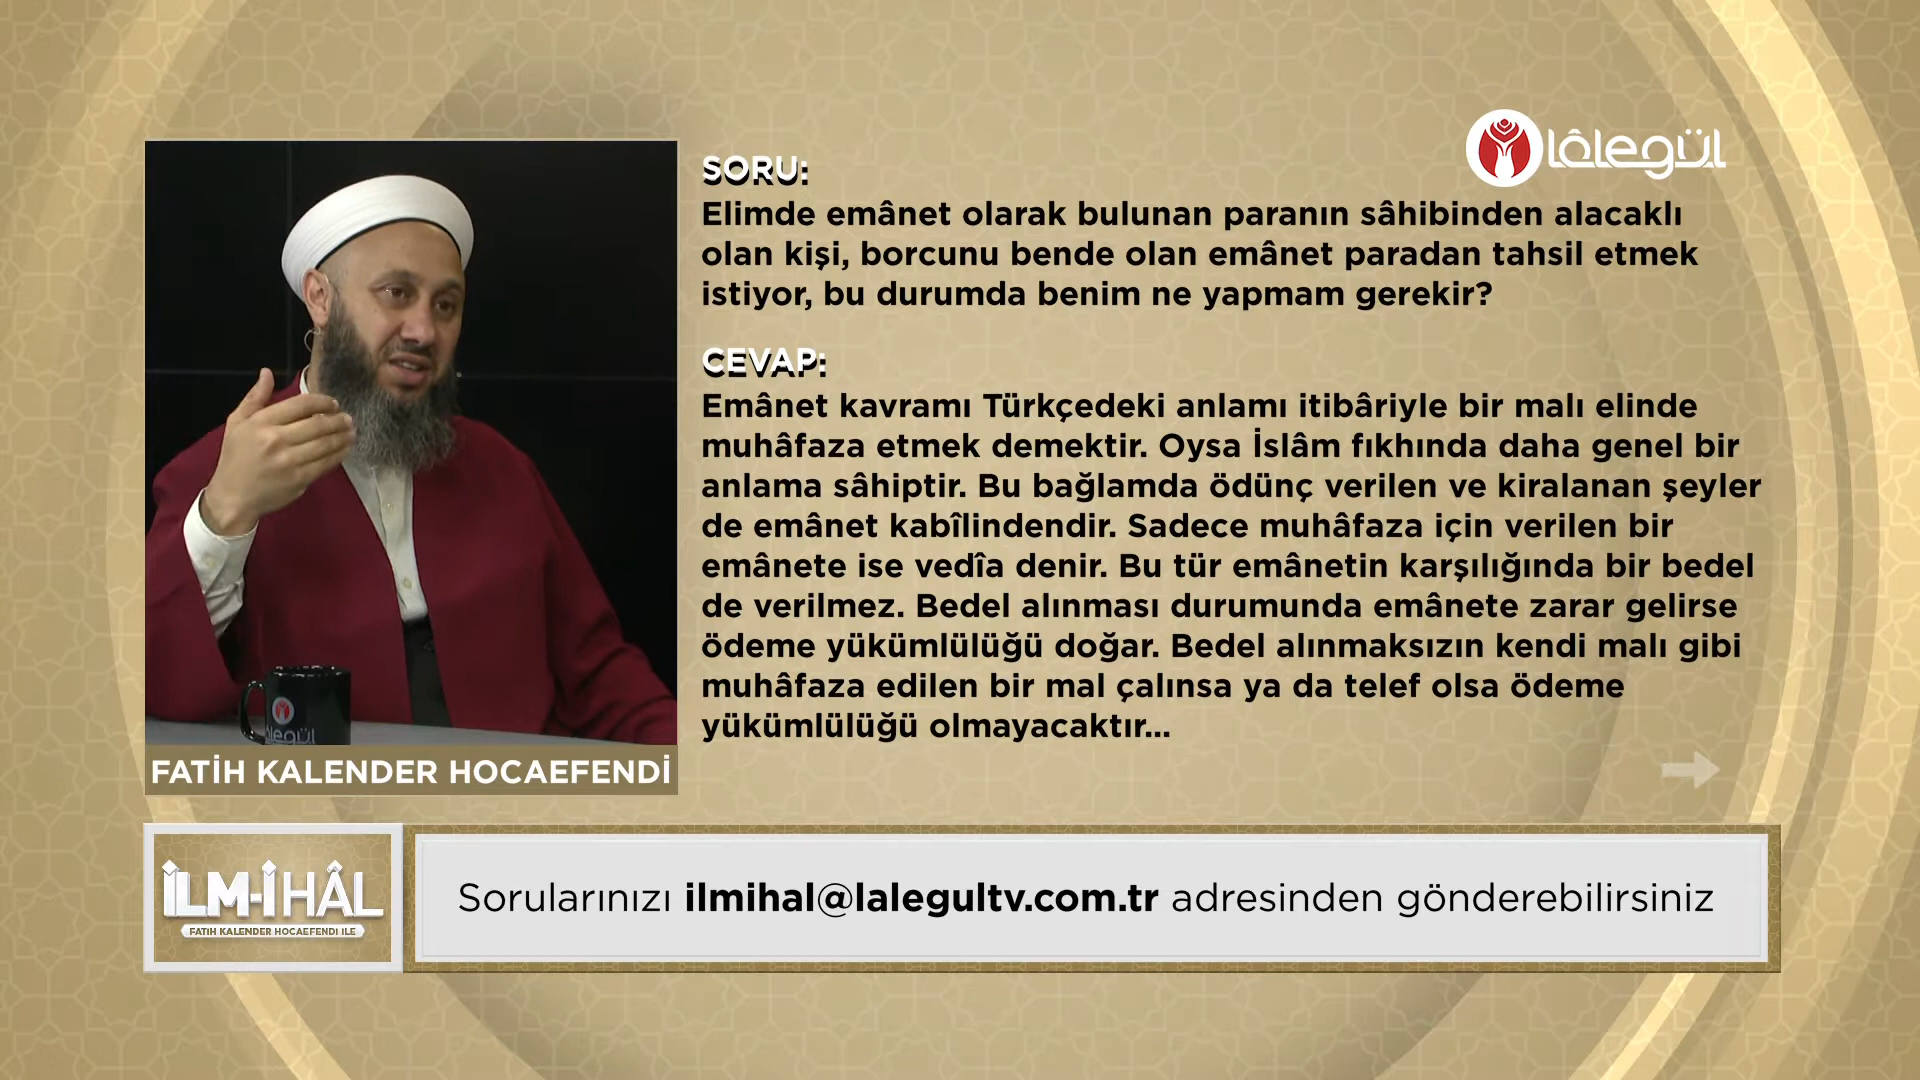 lâlegül
SORU:
Elimde emânet olarak bulunan paranın sâhibinden alacaklı
olan kişi, borcunu bende olan emânet paradan tahsil etmek
istiyor, bu durumda benim ne yapmam gerekir?
CEVAP:
Emânet kavramı Türkçedeki anlamı itibâriyle bir malı elinde
muhâfaza etmek demektir. Oysa İslâm fıkhında daha genel bir
anlama sâhiptir. Bu bağlamda ödünç verilen ve kiralanan şeyler
de emânet kabîlindendir. Sadece muhâfaza için verilen bir
emânete ise vedîa denir. Bu tür emânetin karşılığında bir bedel
de verilmez. Bedel alınması durumunda emânete zarar gelirse
ödeme yükümlülüğü doğar. Bedel alınmaksızın kendi malı gibi
muhâfaza edilen bir mal çalınsa ya da telef olsa ödeme
yükümlülüğü olmayacaktır...
lâlegül
FATİH KALENDER HOCAEFENDİ
İLM-İHÂL
FATİH KALENDER HOCAEFENDİ İLE
Sorularınızı ilmihal@lalegultv.com.tr adresinden gönderebilirsiniz